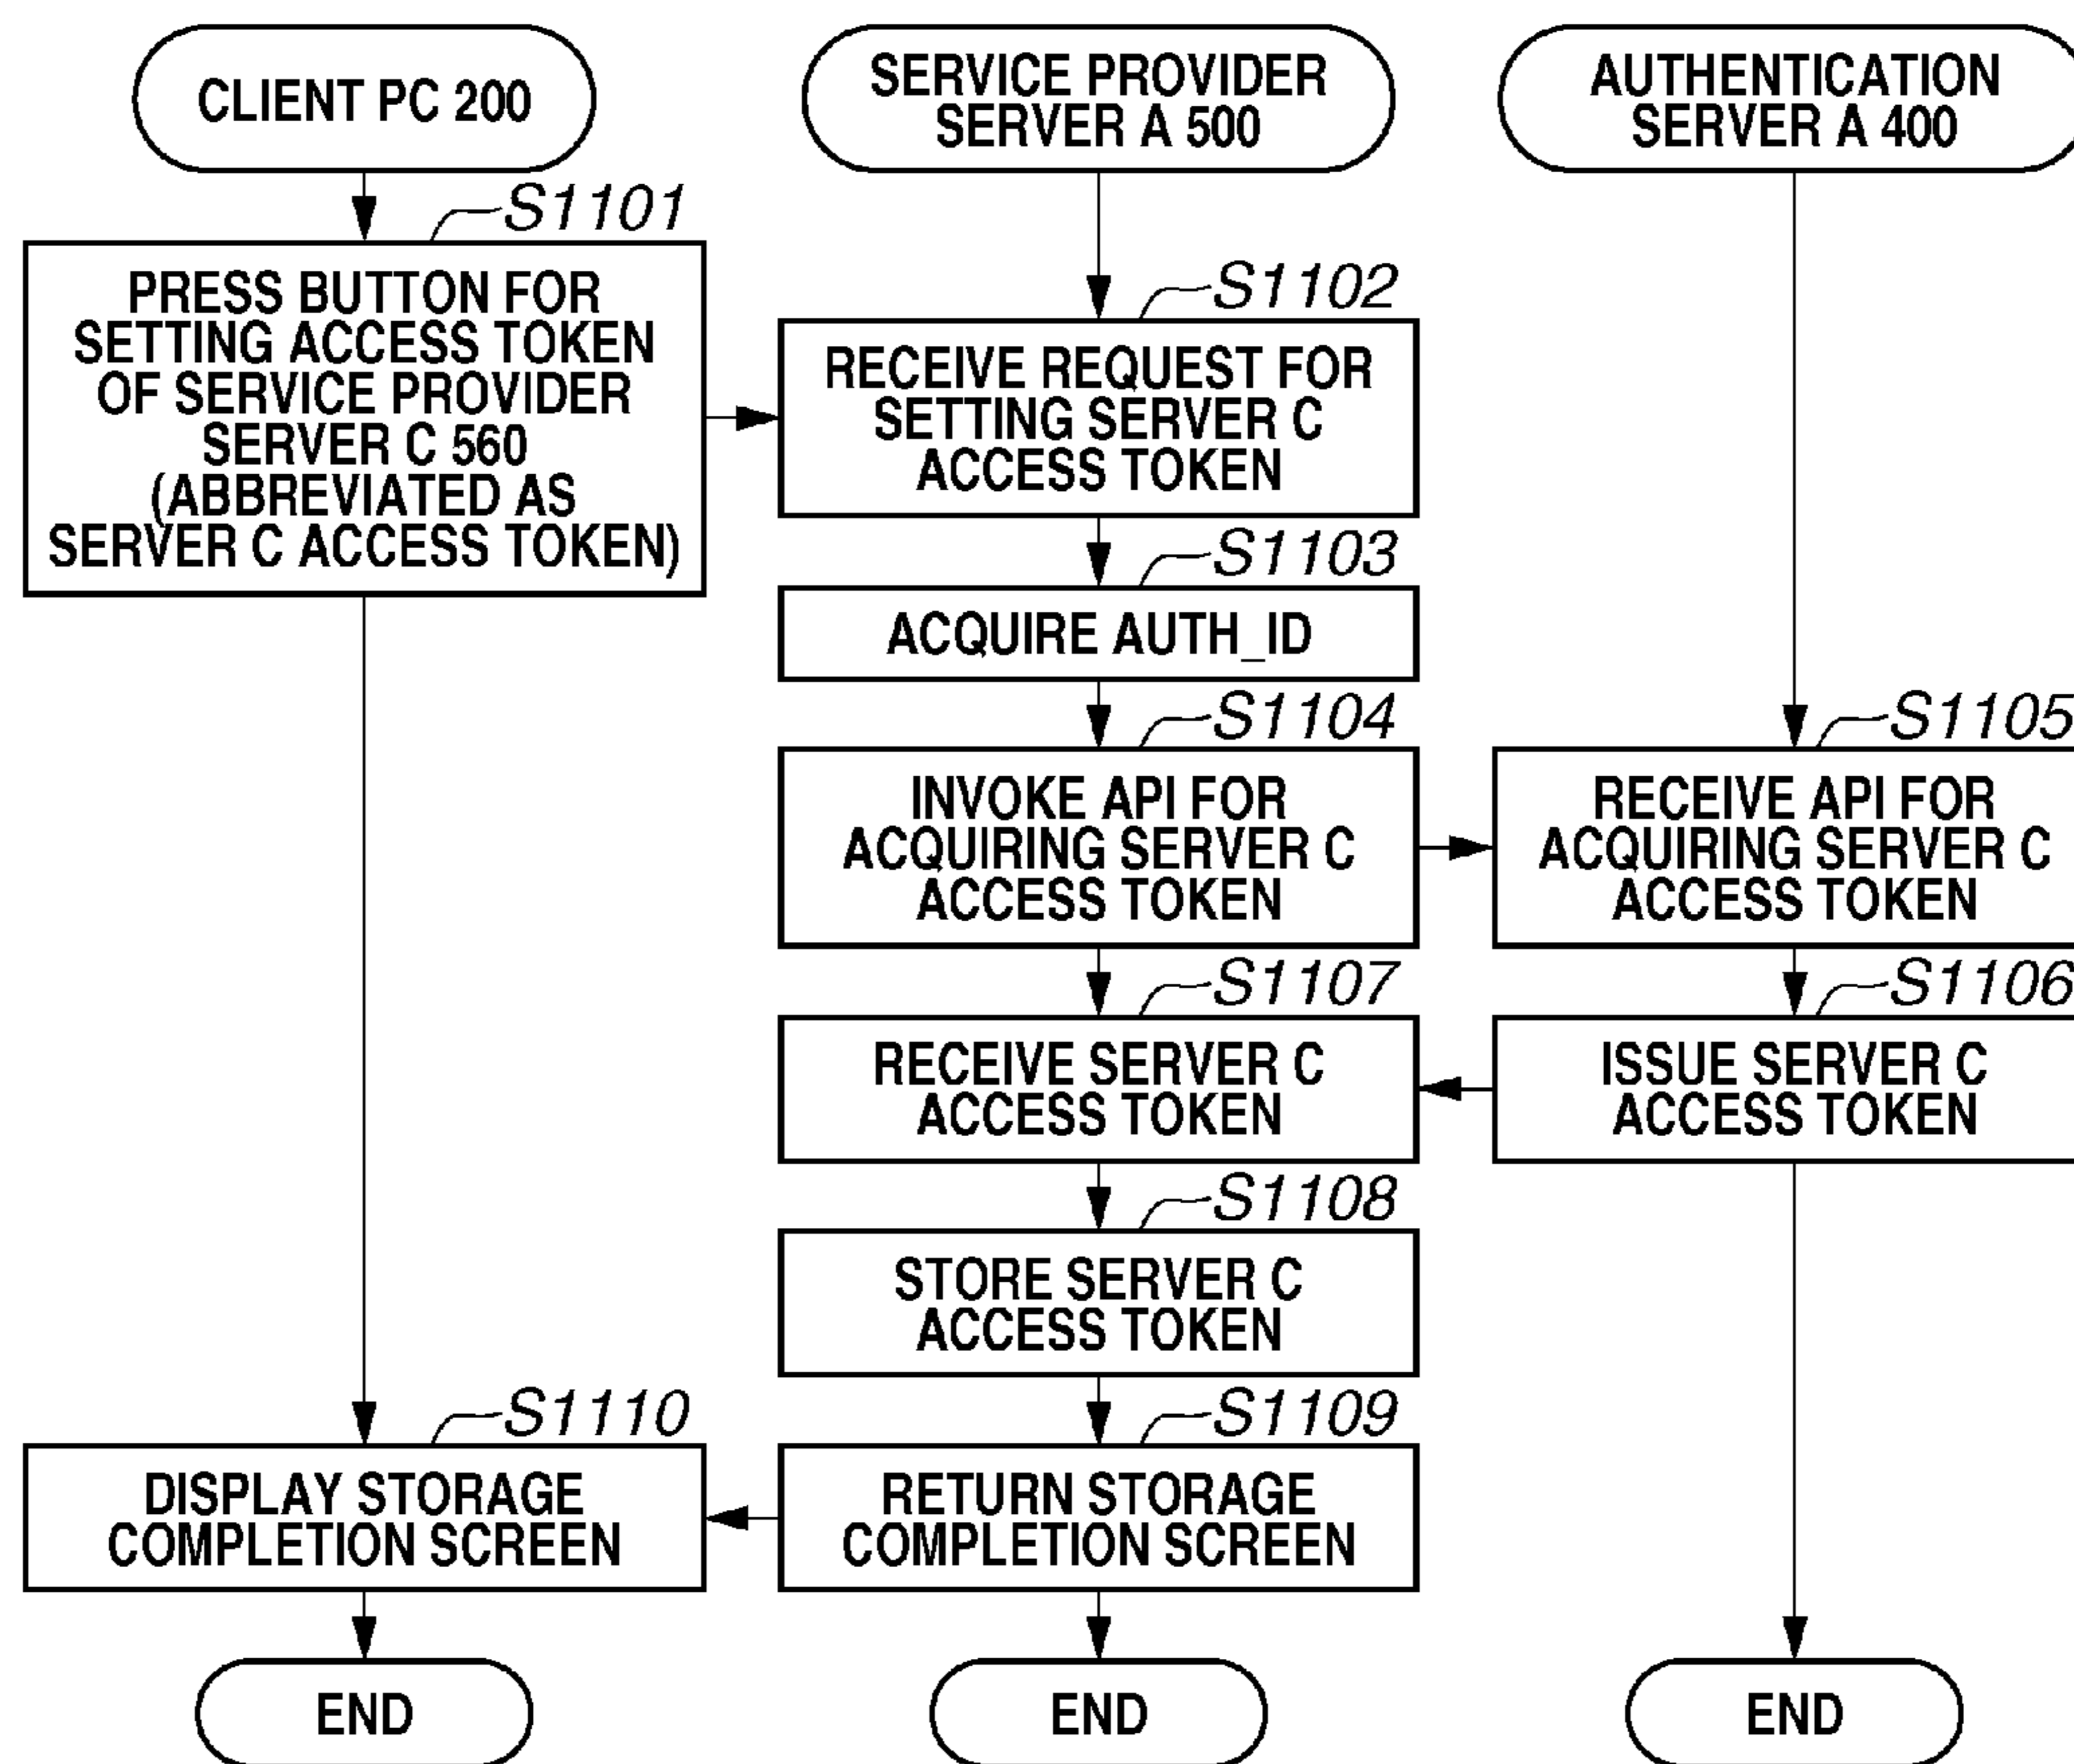 CLIENT PC 200
SERVICE PROVIDER
SERVER A 500
AUTHENTICATION
SERVER A 400
S1101
PRESS BUTTON FOR
SETTING ACCESS TOKEN
OF SERVICE PROVIDER
SERVER C 560
(ABBREVIATED AS
SERVER C ACCESS TOKEN)
S1102
RECEIVE REQUEST FOR
SETTING SERVER C
ACCESS TOKEN
S1103
ACQUIRE AUTH_ID
S1104
INVOKE API FOR
ACQUIRING SERVER C
ACCESS TOKEN
S1105
RECEIVE API FOR
ACQUIRING SERVER C
ACCESS TOKEN
S1107
RECEIVE SERVER C
ACCESS TOKEN
S1106
ISSUE SERVER C
ACCESS TOKEN
S1108
STORE SERVER C
ACCESS TOKEN
S1110
DISPLAY STORAGE
COMPLETION SCREEN
S1109
RETURN STORAGE
COMPLETION SCREEN
END
END
END